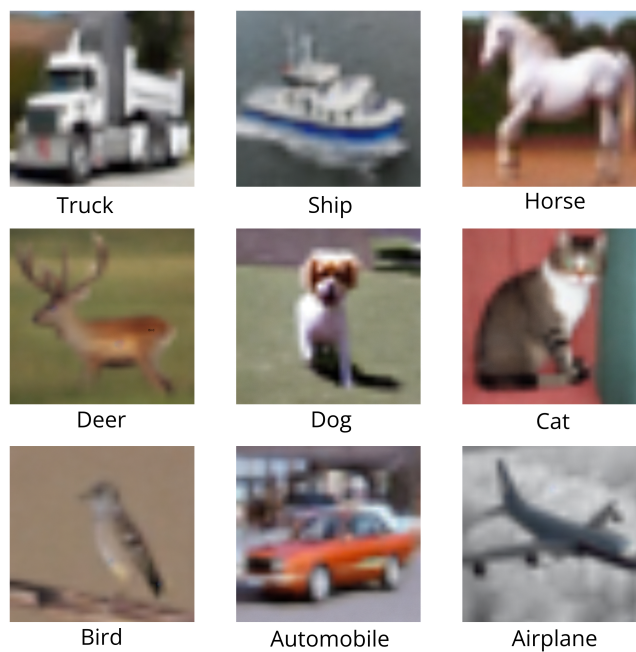 Truck
Ship
Horse
Deer
Dog
Cat
Bird
Automobile
Airplane